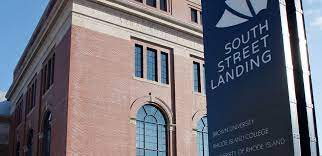 SOUTH
STREET
LANDING
BROWN UNIVERSITY
RHODE ISLAND COLLEGE
UNIVERSITY OF RHODE ISLAND